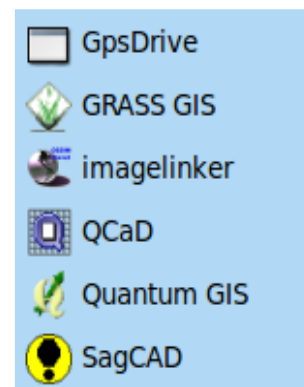 GpsDrive
GRASS GIS
imagelinker
QCaD
Quantum GIS
SagCAD